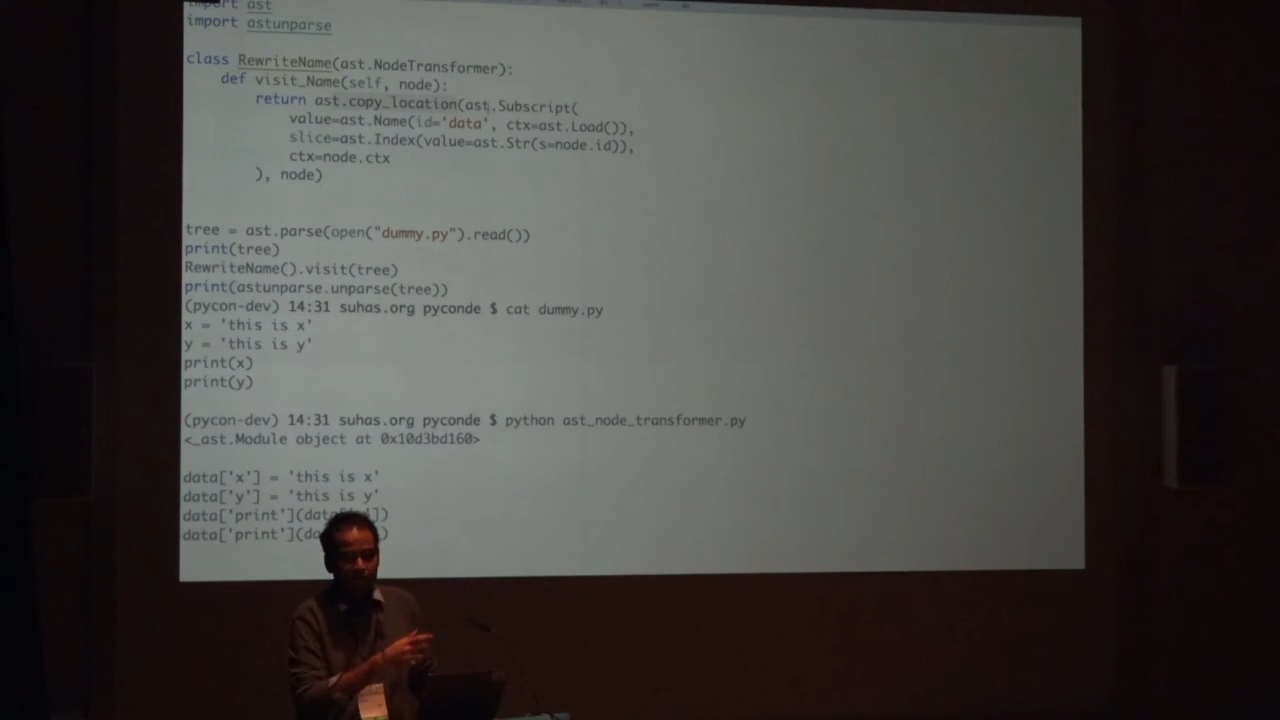 import ast
import astunparse
class RewriteName(ast.NodeTransformer):
def visit_Name(self, node):
return ast.copy_location(ast.Subscript(
value=ast.Name(id='data', ctx=ast.Load()),
slice=ast.Index(value=ast.Str(s=node.id)),
ctx=node.ctx
), node)
tree = ast.parse(open("dummy.py").read())
print(tree)
RewriteName().visit(tree)
print(astunparse.unparse(tree))
(pycon-dev) 14:31 suhas.org pyconde $ cat dummy.py
x = 'this is x'
y = 'this is y'
print(x)
print(y)
(pycon-dev) 14:31 suhas.org pyconde $ python ast_node_transformer.py
<_ast.Module object at 0x10d3bd160>
data['x'] = 'this is x'
data['y'] = 'this is y'
data['print'](
data['print'](